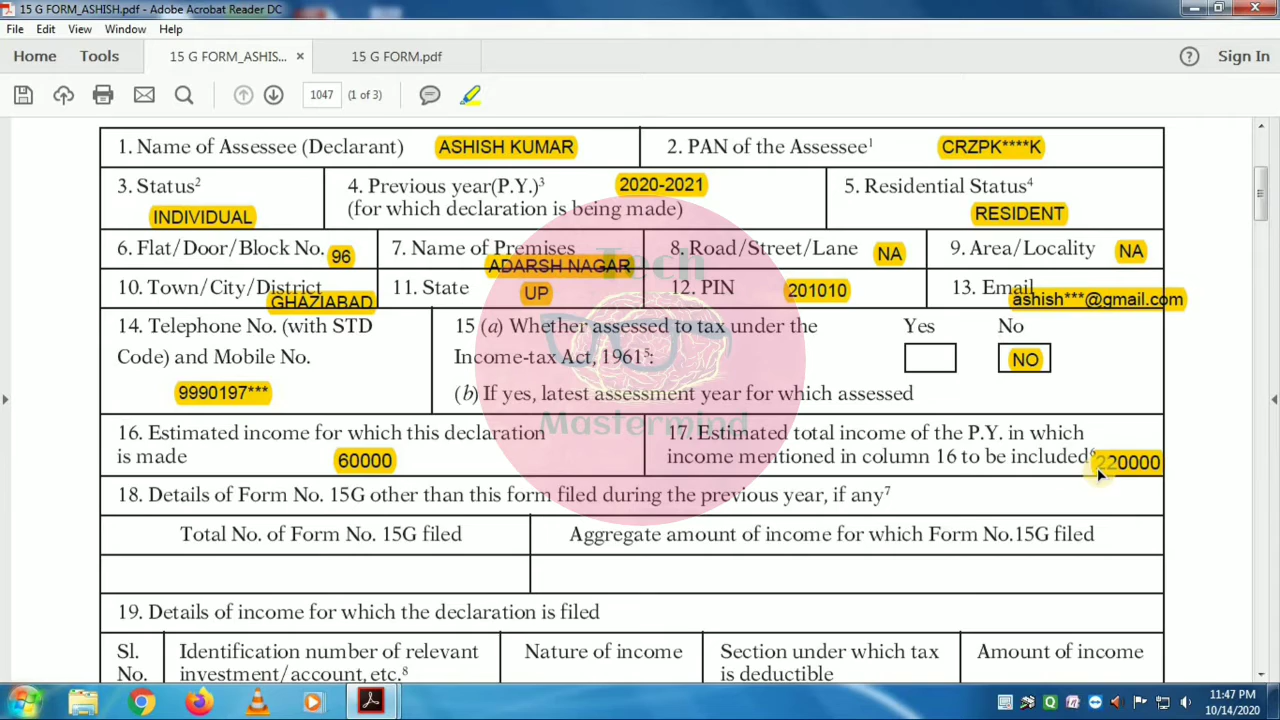 15 G FORM_ASHISH.pdf - Adobe Acrobat Reader DC
File Edit View Window Help
Home Tools 15 G FORM_ASHIS... × 15 G FORM.pdf ? Sign In
1047 (1 of 3)
1. Name of Assessee (Declarant) ASHISH KUMAR 2. PAN of the Assessee1 CRZPK****K
3. Status2 INDIVIDUAL
4. Previous year(P.Y.)3 2020-2021
(for which declaration is being made)
5. Residential Status4
RESIDENT
6. Flat/Door/Block No. 96
7. Name of Premises
ADARSH NAGAR
8. Road/Street/Lane NA
9. Area/Locality NA
10. Town/City/District
GHAZIABAD
11. State UP
12. PIN 201010
13. Email
ashish***@gmail.com
14. Telephone No. (with STD
Code) and Mobile No.
9990197***
15 (a) Whether assessed to tax under the Yes No
Income-tax Act, 19615: NO
(b) If yes, latest assessment year for which assessed
16. Estimated income for which this declaration
is made 60000
17. Estimated total income of the P.Y. in which
income mentioned in column 16 to be included6 220000
18. Details of Form No. 15G other than this form filed during the previous year, if any7
Total No. of Form No. 15G filed Aggregate amount of income for which Form No.15G filed
19. Details of income for which the declaration is filed
Sl.
No.
Identification number of relevant
investment/account, etc.8
Nature of income
Section under which tax
is deductible
Amount of income
Tech
Mastermind
11:47 PM
10/14/2020